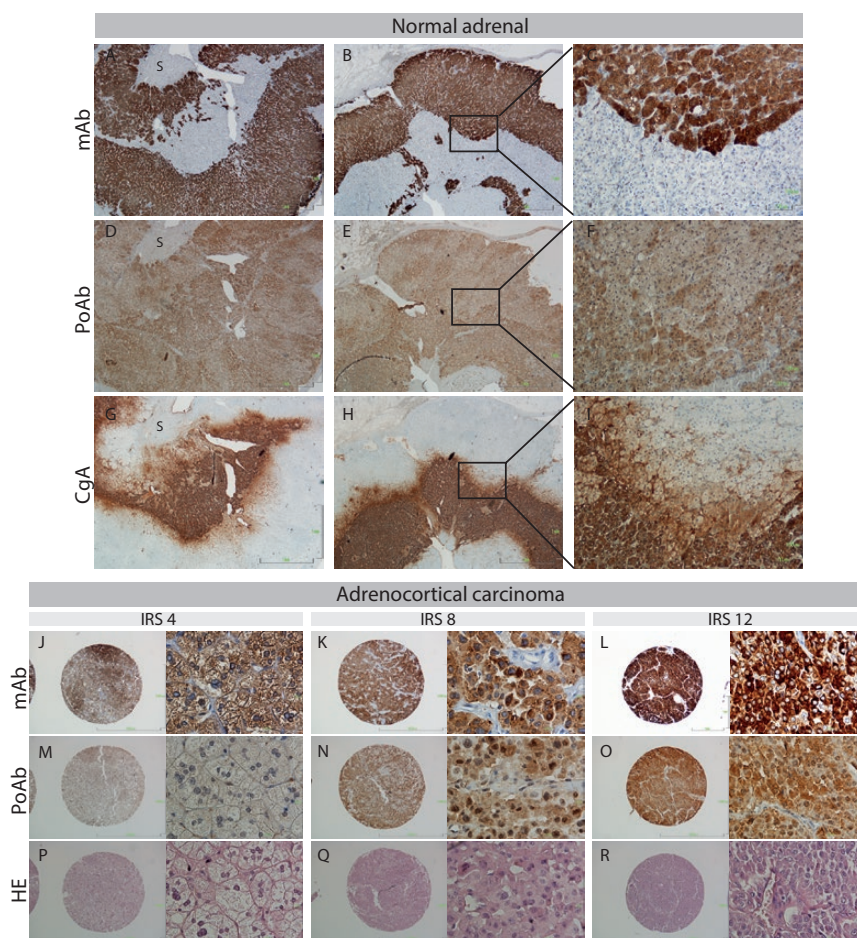 Normal adrenal
mAb
A
S
B
C
PoAb
D
S
E
F
CgA
G
S
H
I
Adrenocortical carcinoma
IRS 4
IRS 8
IRS 12
mAb
J
K
L
PoAb
M
N
O
HE
P
Q
R